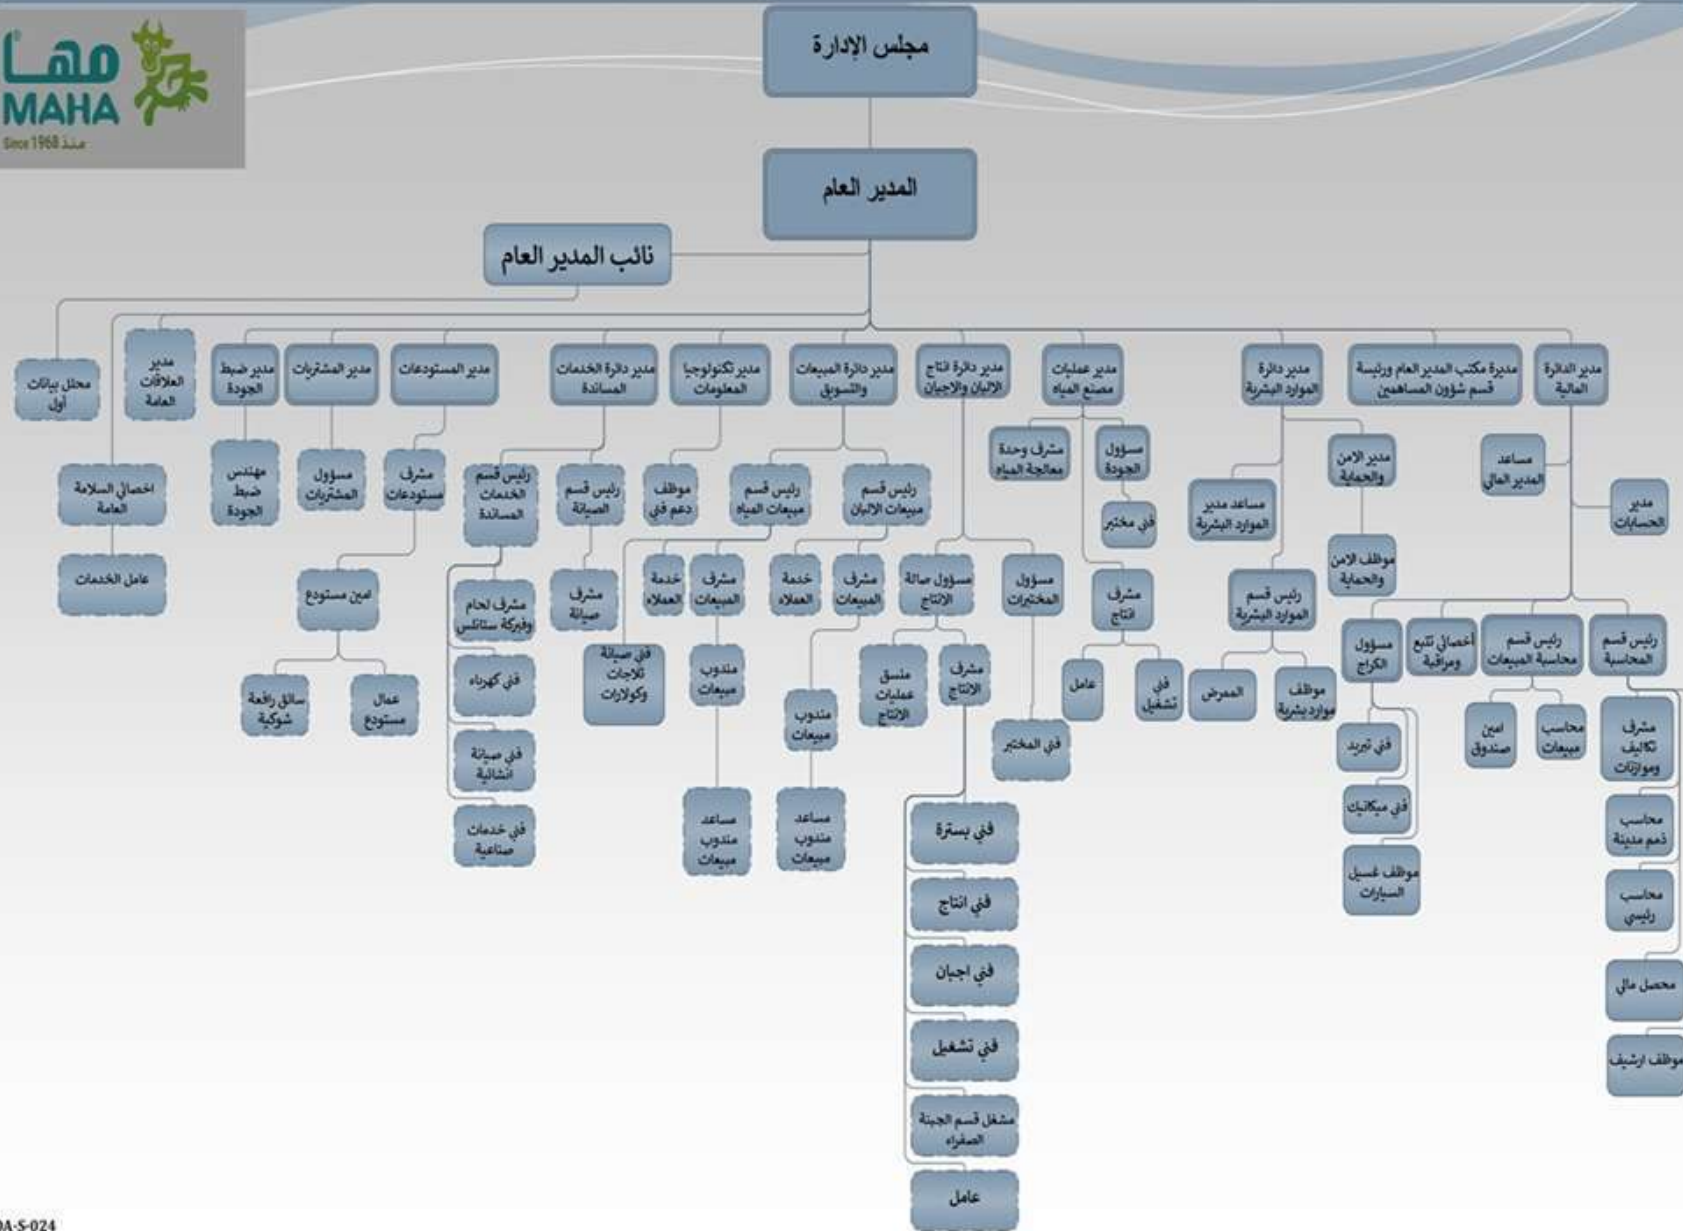 مها
MAHA
Since 1968 منذ
مجلس الإدارة
المدير العام
نائب المدير العام
مدير الدائرة
المالية
مديرة مكتب المدير العام ورئيسة
قسم شؤون المساهمين
مدير دائرة
الموارد البشرية
مدير عمليات
مصنع المياه
مدير دائرة انتاج
الالبان والاجبان
مدير دائرة المبيعات
والتسويق
مدير تكنولوجيا
المعلومات
مدير دائرة الخدمات
المساندة
مدير المستودعات
مدير المشتريات
مدير ضبط
الجودة
مدير
العلاقات
العامة
محلل بيانات
أول
مساعد
المدير المالي
مدير
الحسابات
مدير الامن
والحماية
مساعد مدير
الموارد البشرية
موظف الامن
والحماية
مسؤول
الجودة
مشرف وحدة
معالجة المياه
فني مختبر
رئيس قسم
مبيعات الالبان
رئيس قسم
مبيعات المياه
موظف
دعم فني
رئيس قسم
الصيانة
رئيس قسم
الخدمات
المساندة
مشرف
مستودعات
مسؤول
المشتريات
مهندس
ضبط
الجودة
اخصائي السلامة
العامة
عامل الخدمات
رئيس قسم
المحاسبة
رئيس قسم
محاسبة المبيعات
أخصائي تتبع
ومراقبة
مسؤول
الكراج
رئيس قسم
الموارد البشرية
مشرف
انتاج
مسؤول
المختبرات
مسؤول صالة
الانتاج
مشرف
المبيعات
خدمة
العملاء
مشرف
المبيعات
خدمة
العملاء
مشرف
صيانة
مشرف لحام
وفبركة ستانلس
امين مستودع
موظف
موارد بشرية
الممرض
فني
تشغيل
عامل
مشرف
الانتاج
منسق
عمليات
الانتاج
مندوب
مبيعات
فني صيانة
ثلاجات
وكولارات
فني كهرباء
عمال
مستودع
سائق رافعة
شوكية
مشرف
تكاليف
وموازنات
محاسب
مبيعات
امين
صندوق
فني تبريد
فني المختبر
مندوب
مبيعات
فني صيانة
انشائية
محاسب
ذمم مدينة
فني ميكانيك
فني بسترة
مساعد
مندوب
مبيعات
مساعد
مندوب
مبيعات
فني خدمات
صناعية
محاسب
رئيسي
موظف غسيل
السيارات
فني انتاج
محصل مالي
فني اجبان
موظف ارشيف
فني تشغيل
مشغل قسم الجبنة
الصفراء
عامل
DA-S-024